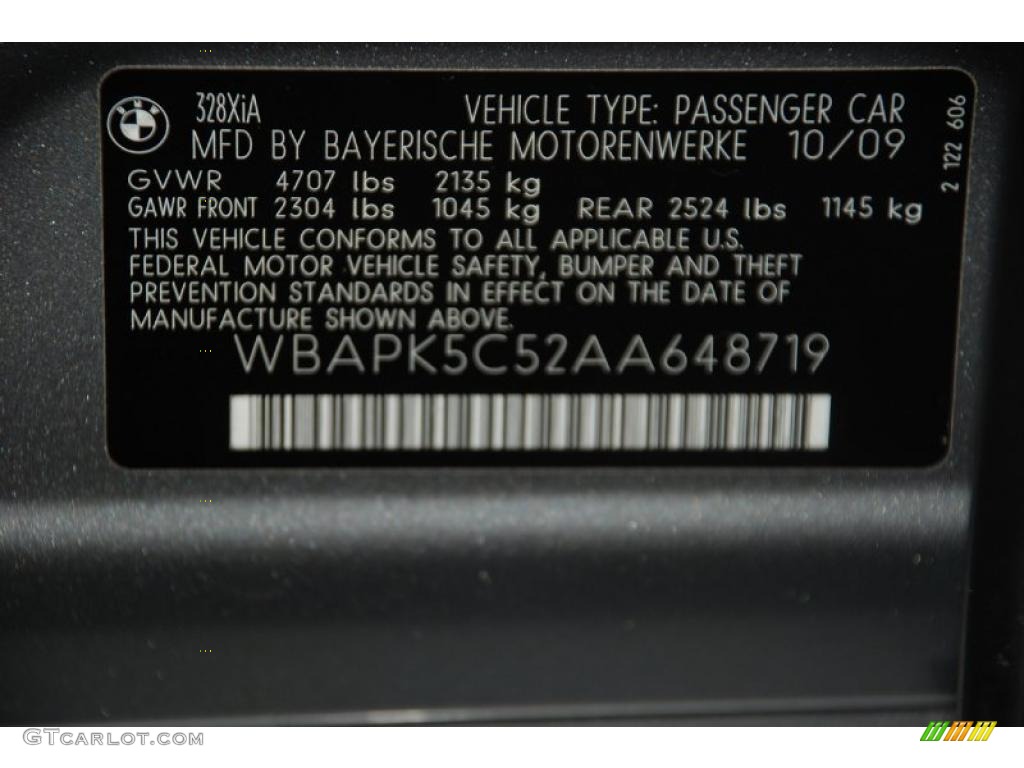 328XiA VEHICLE TYPE: PASSENGER CAR
MFD BY BAYERISCHE MOTORENWERKE 10/09
GVWR 4707 lbs 2135 kg
GAWR FRONT 2304 lbs 1045 kg REAR 2524 lbs 1145 kg
THIS VEHICLE CONFORMS TO ALL APPLICABLE U.S.
FEDERAL MOTOR VEHICLE SAFETY, BUMPER AND THEFT
PREVENTION STANDARDS IN EFFECT ON THE DATE OF
MANUFACTURE SHOWN ABOVE.
WBAPK5C52AA648719
2 122 606
BMW
GTCARLOT.COM